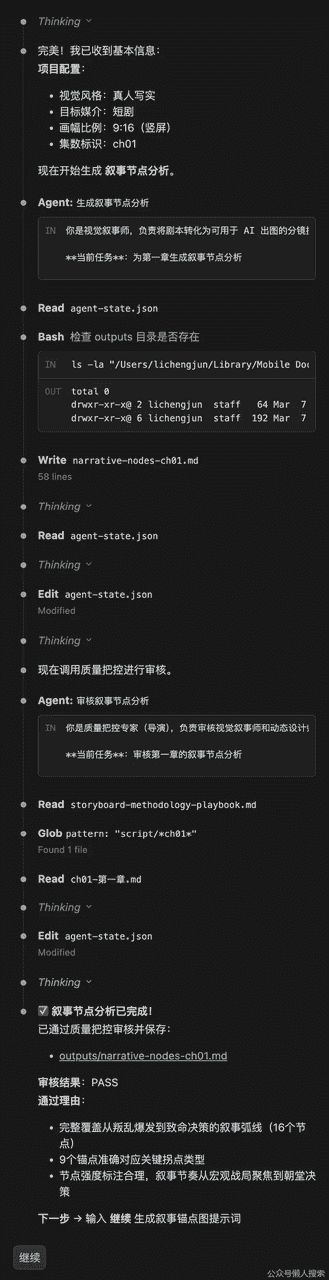 Thinking
完美！我已收到基本信息：
项目配置：
• 视觉风格：真人写实
• 目标媒介：短剧
• 画幅比例：9:16（竖屏）
• 集数标识：ch01
现在开始生成 叙事节点分析。
Agent: 生成叙事节点分析
IN 你是视觉叙事师，负责将剧本转化为可用于 AI 出图的分镜
**当前任务**：为第一章生成叙事节点分析
Read agent-state.json
Bash 检查 outputs 目录是否存在
IN ls -la "/Users/lichengjun/Library/Mobile Doc
OUT total 0
drwxr-xr-x@ 2 lichengjun staff 64 Mar 7
drwxr-xr-x@ 6 lichengjun staff 192 Mar 7
Write narrative-nodes-ch01.md
58 lines
Thinking
Read agent-state.json
Thinking
Edit agent-state.json
Modified
Thinking
现在调用质量把控进行审核。
Agent: 审核叙事节点分析
IN 你是质量把控专家（导演），负责审核视觉叙事师和动态设计
**当前任务**：审核第一章的叙事节点分析
Read storyboard-methodology-playbook.md
Glob pattern: "script/*ch01*"
Found 1 file
Read ch01-第一章.md
Thinking
Edit agent-state.json
Modified
Thinking
☑ 叙事节点分析已完成！
已通过质量把控审核并保存：
• outputs/narrative-nodes-ch01.md
审核结果：PASS
通过理由：
• 完整覆盖从叛乱爆发到致命决策的叙事弧线（16个节
点）
• 9个锚点准确对应关键拐点类型
• 节点强度标注合理，叙事节奏从宏观战局聚焦到朝堂决
策
下一步 → 输入 继续 生成叙事锚点图提示词
继续
公众号懒人搜索